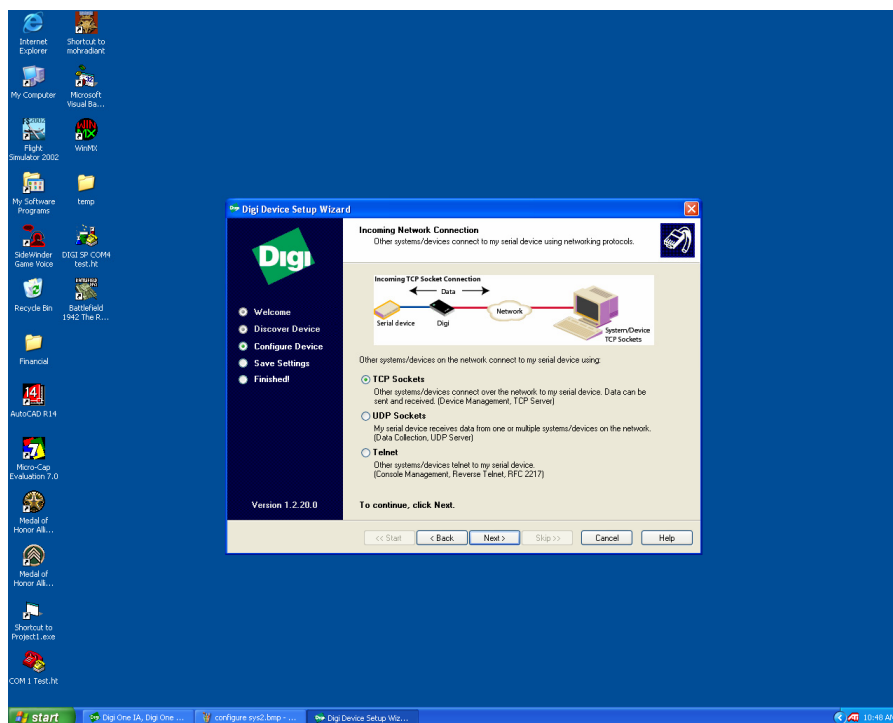 Internet
Explorer
Shortcut to
mohradiant
My Computer
Microsoft
Visual Ba...
Flight
Simulator 2002
WinMX
My Software
Programs
temp
SideWinder
Game Voice
DIGI SP COM4
test.ht
Recycle Bin
Battlefield
1942 The R...
Financial
AutoCAD R14
Micro-Cap
Evaluation 7.0
Medal of
Honor Alli...
Medal of
Honor Alli...
Shortcut to
Project1.exe
COM 1 Test.ht
Digi Device Setup Wizard
Digi
Welcome
Discover Device
Configure Device
Save Settings
Finished!
Version 1.2.20.0
Incoming Network Connection
Other systems/devices connect to my serial device using networking protocols.
Incoming TCP Socket Connection
Data
Network
Serial device
Digi
System/Device
TCP Sockets
Other systems/devices on the network connect to my serial device using:
TCP Sockets
Other systems/devices connect over the network to my serial device. Data can be
sent and received. (Device Management, TCP Server)
UDP Sockets
My serial device receives data from one or multiple systems/devices on the network.
(Data Collection, UDP Server)
Telnet
Other systems/devices telnet to my serial device.
(Console Management, Reverse Telnet, RFC 2217)
To continue, click Next.
<< Start
< Back
Next >
Skip >>
Cancel
Help
start
Digi One IA, Digi One ...
configure sys2.bmp - ...
Digi Device Setup Wiz...
10:48 AM